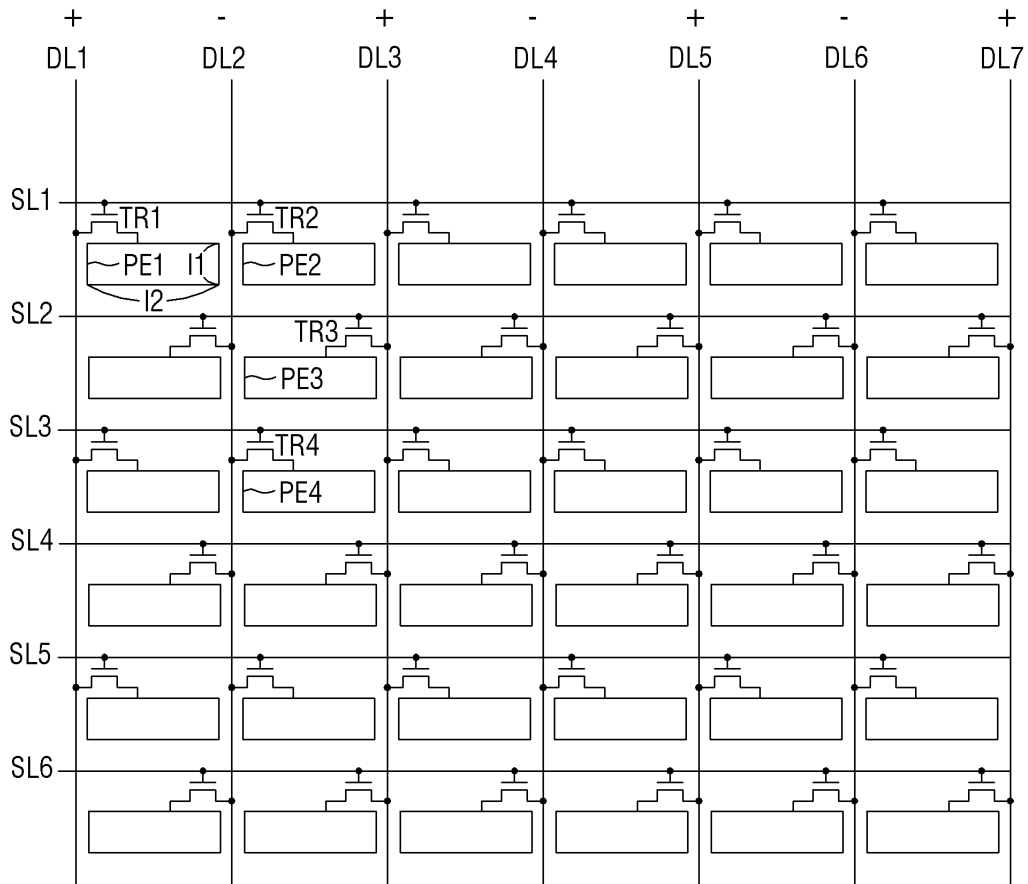 + - + - + - +
DL1 DL2 DL3 DL4 DL5 DL6 DL7
SL1
TR1 TR2
PE1 I1 PE2
I2
SL2
TR3
PE3
SL3
TR4
PE4
SL4
SL5
SL6